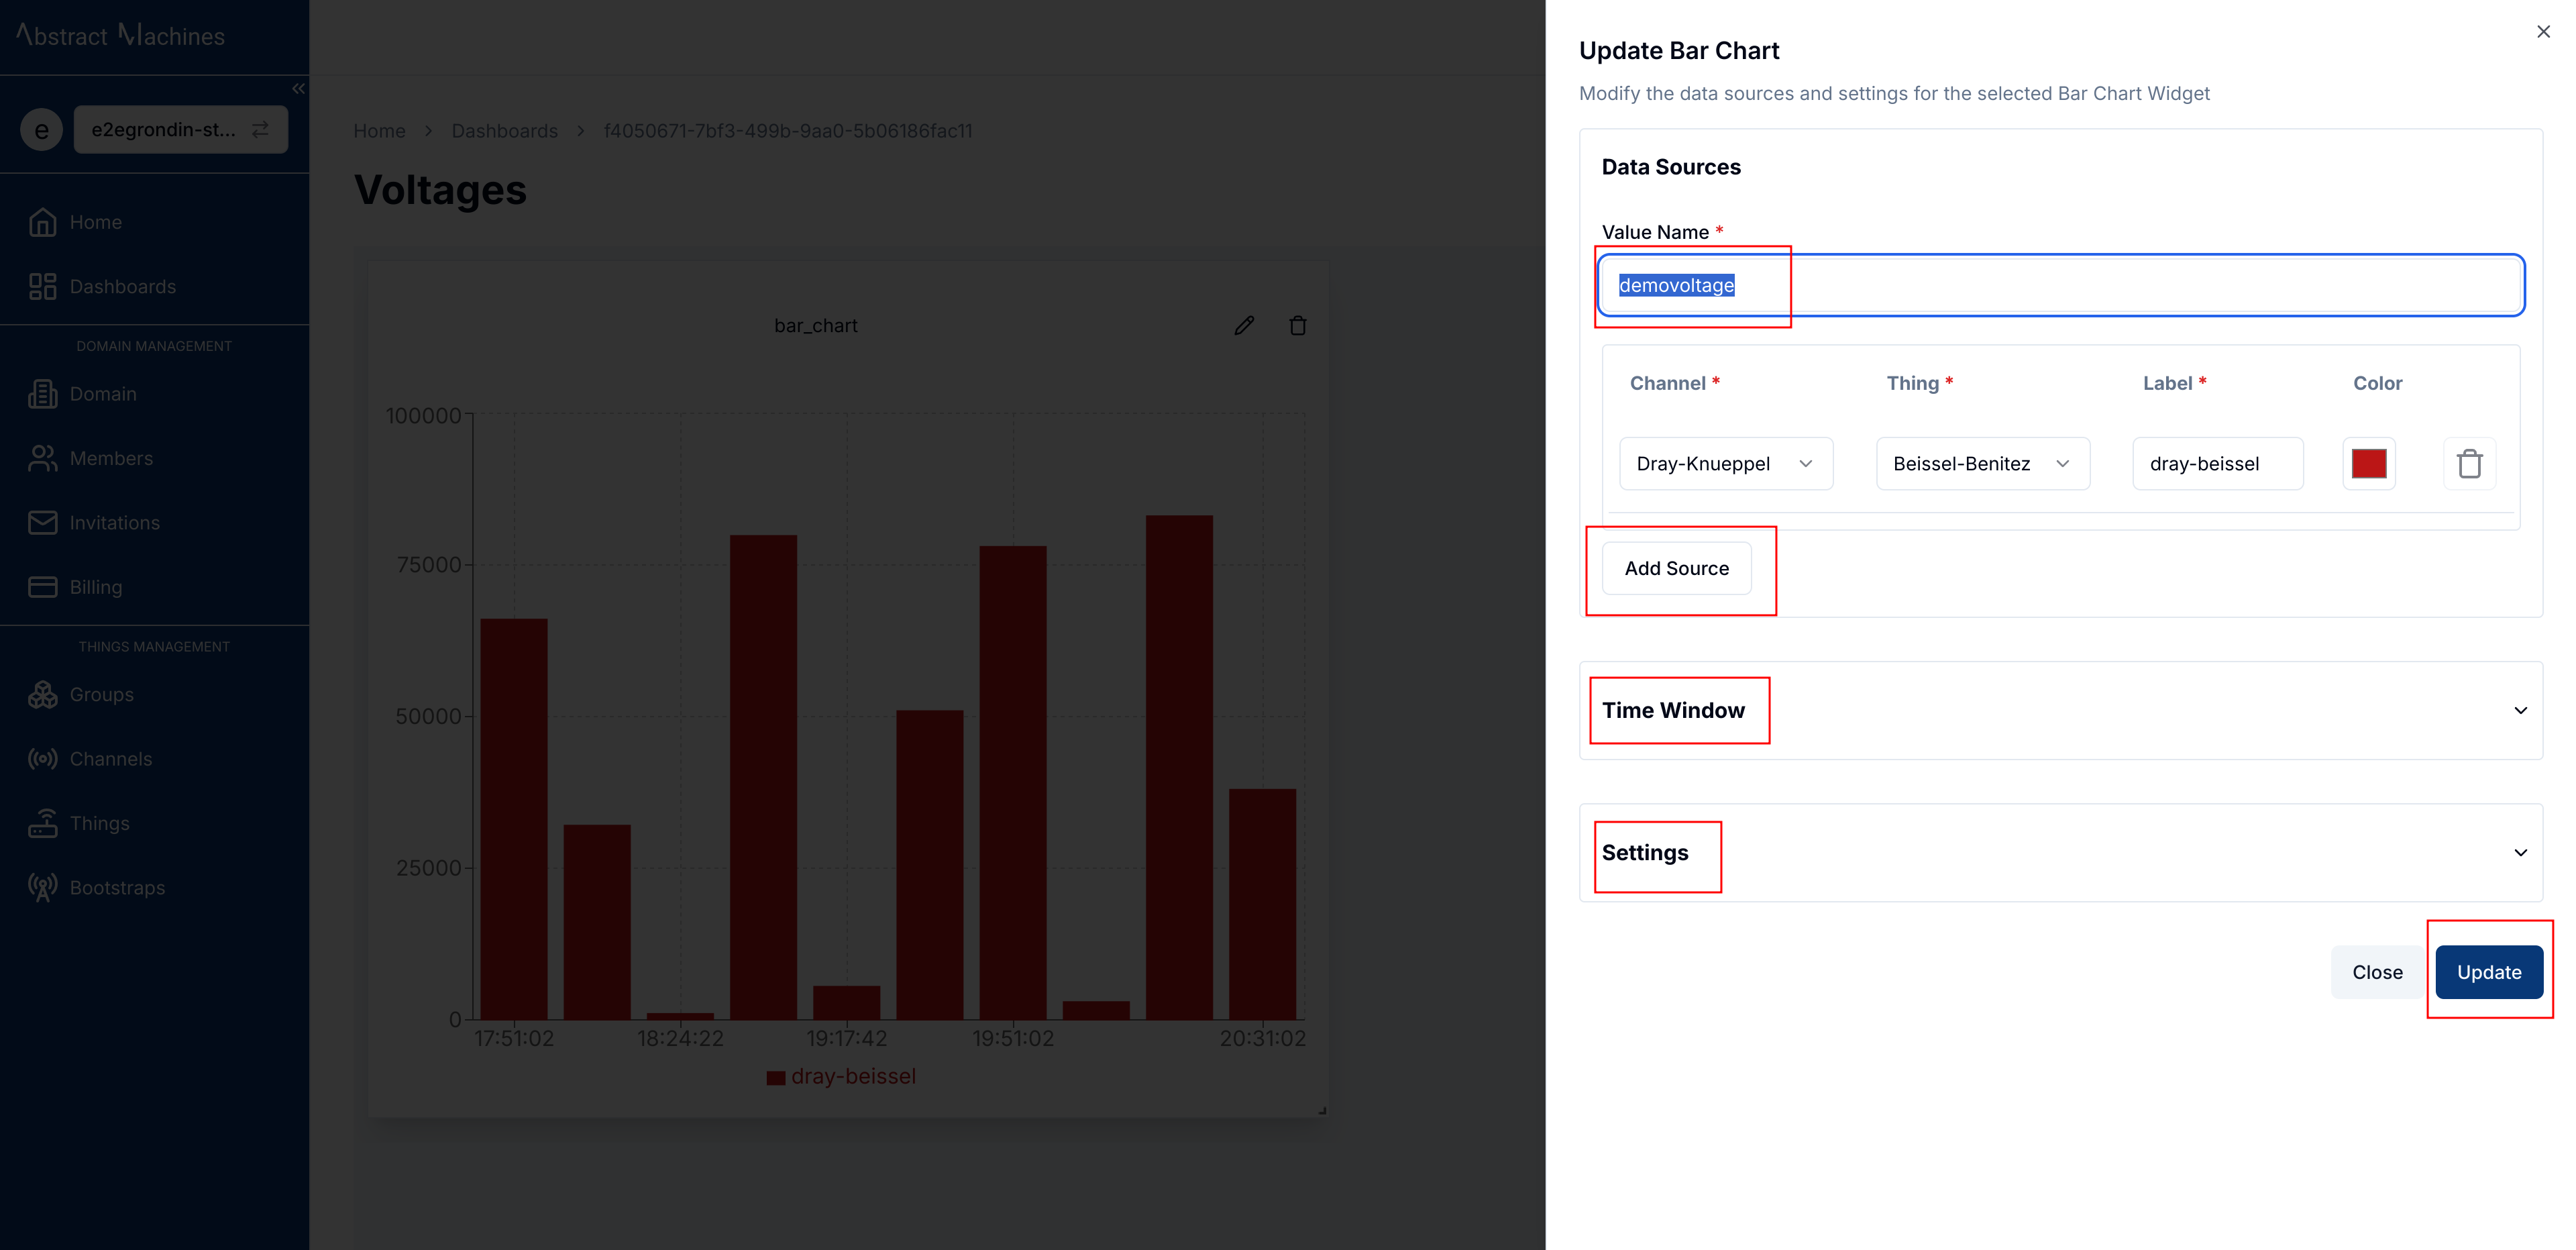 Abstract Machines
e
e2egrondin-st...
Home
Dashboards
DOMAIN MANAGEMENT
Domain
Members
Invitations
Billing
THINGS MANAGEMENT
Groups
Channels
Things
Bootstraps
Home > Dashboards > f4050671-7bf3-499b-9aa0-5b06186fac11
Voltages
bar_chart
100000
75000
50000
25000
0
17:51:02 18:24:22 19:17:42 19:51:02 20:31:02
dray-beissel
Update Bar Chart
Modify the data sources and settings for the selected Bar Chart Widget
Data Sources
Value Name *
demovoltage
Channel * Thing * Label * Color
Dray-Knueppel Beissel-Benitez dray-beissel
Add Source
Time Window
Settings
Close Update